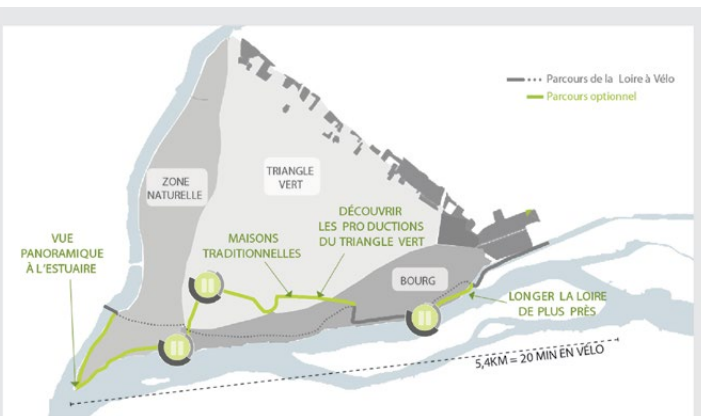 Parcours de la Loire à Vélo
Parcours optionnel
TRIANGLE
VERT
ZONE
NATURELLE
DÉCOUVRIR
LES PRODUCTIONS
DU TRIANGLE VERT
MAISONS
TRADITIONNELLES
VUE
PANORAMIQUE
À L'ESTUAIRE
BOURG
LONGER LA LOIRE
DE PLUS PRÈS
5,4KM = 20 MIN EN VÉLO